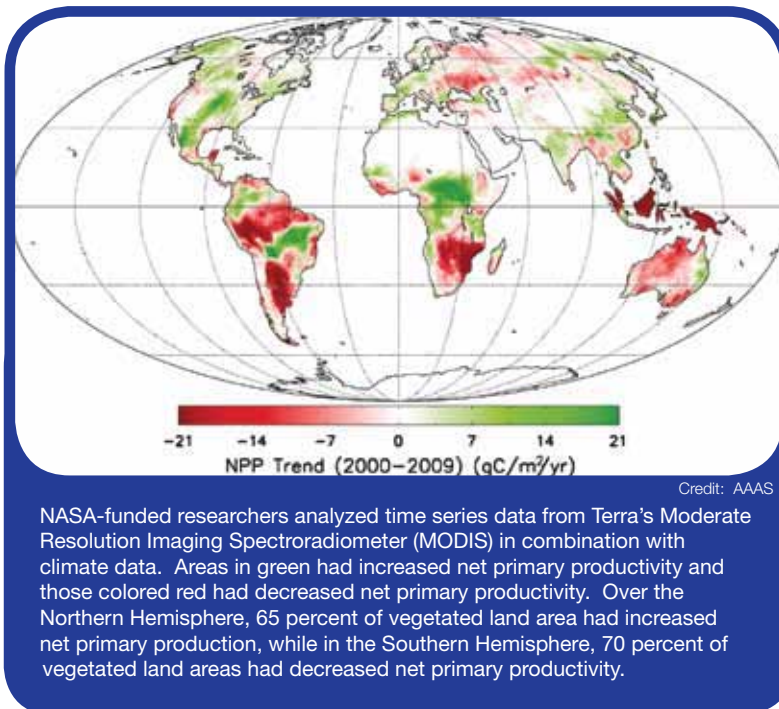 -21 -14 -7 0 7 14 21
NPP Trend (2000-2009) (gC/m²/yr)
Credit: AAAS
NASA-funded researchers analyzed time series data from Terra's Moderate
Resolution Imaging Spectroradiometer (MODIS) in combination with
climate data. Areas in green had increased net primary productivity and
those colored red had decreased net primary productivity. Over the
Northern Hemisphere, 65 percent of vegetated land area had increased
net primary production, while in the Southern Hemisphere, 70 percent of
vegetated land areas had decreased net primary productivity.